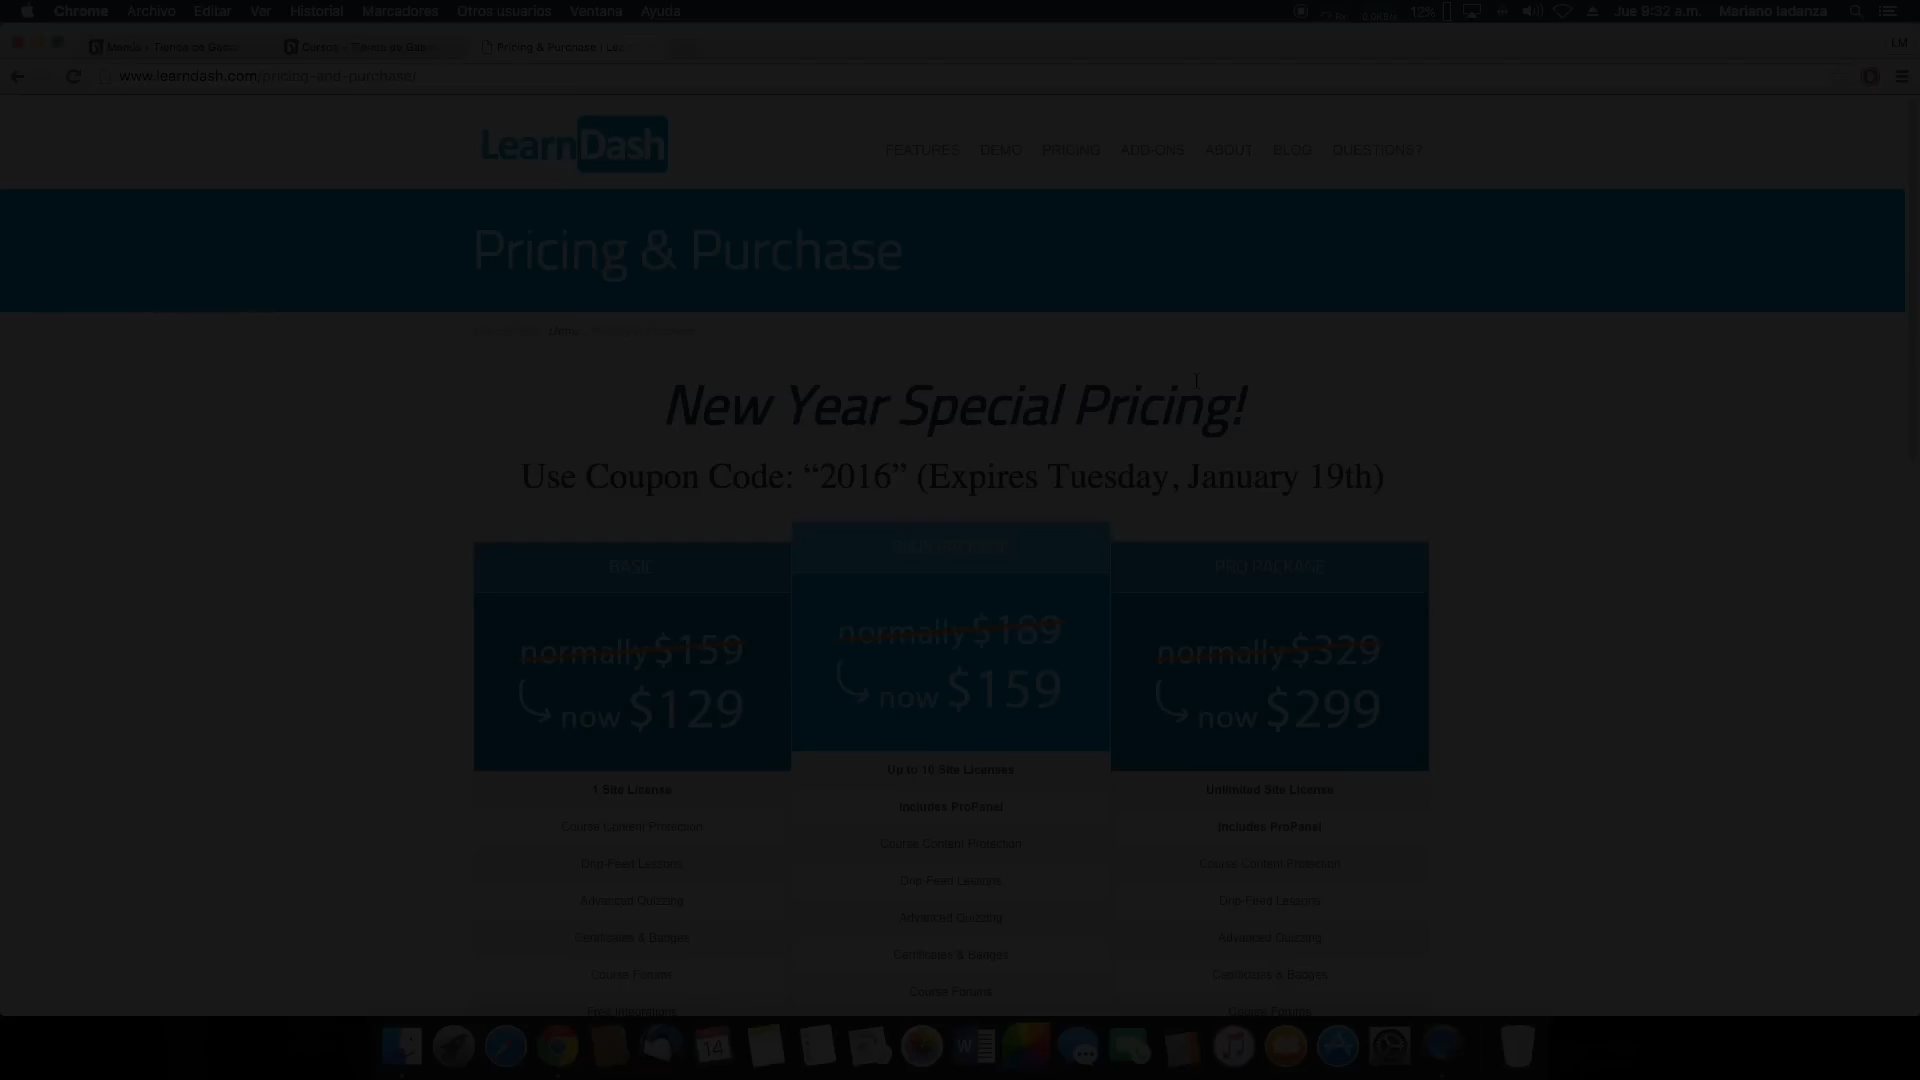 Chrome Archivo Editar Ver Historial Marcadores Otros usuarios Ventana Ayuda 12% Jue 9:32 a.m. Mariano Iadanza
Pricing & Purchase | Lea
LM
www.learndash.com/pricing-and-purchase/
LearnDash
FEATURES DEMO PRICING ADD-ONS ABOUT BLOG QUESTIONS?
Pricing & Purchase
New Year Special Pricing!
Use Coupon Code: “2016” (Expires Tuesday, January 19th)
BASIC
normally $159
now $129
1 Site License
Course Content Protection
Drip-Feed Lessons
Advanced Quizzing
Certificates & Badges
Course Forums
normally $189
now $159
Up to 10 Site Licenses
Includes ProPanel
Course Content Protection
Drip-Feed Lessons
Advanced Quizzing
Certificates & Badges
Course Forums
PRO PACKAGE
normally $329
now $299
Unlimited Site License
Includes ProPanel
Course Content Protection
Drip-Feed Lessons
Advanced Quizzing
Certificates & Badges
Course Forums
14